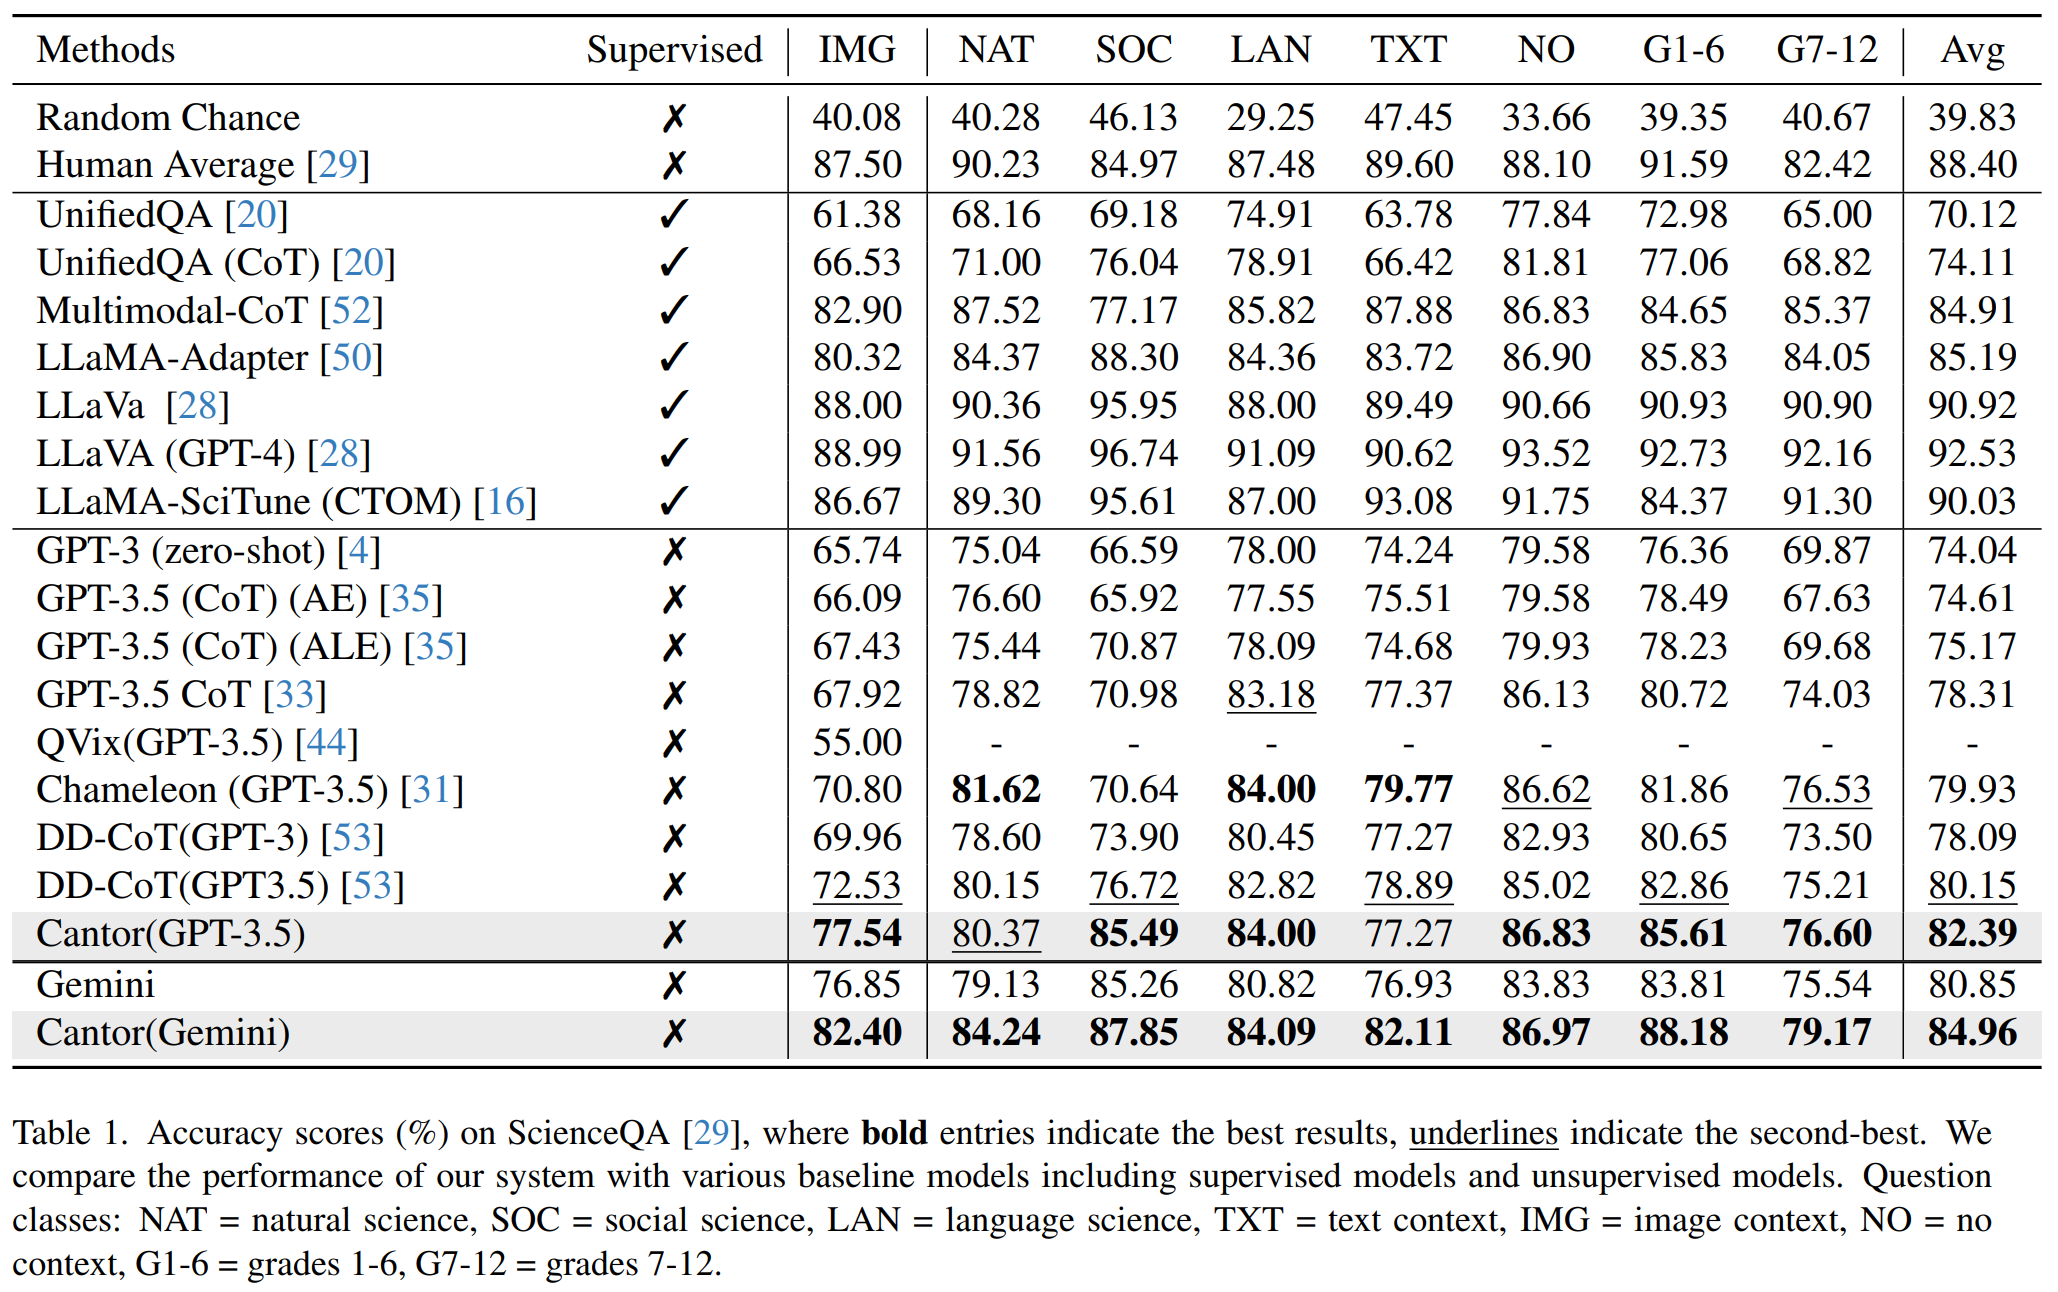 Methods Supervised IMG NAT SOC LAN TXT NO G1-6 G7-12 Avg
Random Chance ✗ 40.08 40.28 46.13 29.25 47.45 33.66 39.35 40.67 39.83
Human Average [29] ✗ 87.50 90.23 84.97 87.48 89.60 88.10 91.59 82.42 88.40
UnifiedQA [20] ✓ 61.38 68.16 69.18 74.91 63.78 77.84 72.98 65.00 70.12
UnifiedQA (CoT) [20] ✓ 66.53 71.00 76.04 78.91 66.42 81.81 77.06 68.82 74.11
Multimodal-CoT [52] ✓ 82.90 87.52 77.17 85.82 87.88 86.83 84.65 85.37 84.91
LLaMA-Adapter [50] ✓ 80.32 84.37 88.30 84.36 83.72 86.90 85.83 84.05 85.19
LLaVa [28] ✓ 88.00 90.36 95.95 88.00 89.49 90.66 90.93 90.90 90.92
LLaVA (GPT-4) [28] ✓ 88.99 91.56 96.74 91.09 90.62 93.52 92.73 92.16 92.53
LLaMA-SciTune (CTOM) [16] ✓ 86.67 89.30 95.61 87.00 93.08 91.75 84.37 91.30 90.03
GPT-3 (zero-shot) [4] ✗ 65.74 75.04 66.59 78.00 74.24 79.58 76.36 69.87 74.04
GPT-3.5 (CoT) (AE) [35] ✗ 66.09 76.60 65.92 77.55 75.51 79.58 78.49 67.63 74.61
GPT-3.5 (CoT) (ALE) [35] ✗ 67.43 75.44 70.87 78.09 74.68 79.93 78.23 69.68 75.17
GPT-3.5 CoT [33] ✗ 67.92 78.82 70.98 83.18 77.37 86.13 80.72 74.03 78.31
QVix(GPT-3.5) [44] ✗ 55.00 - - - - - - - -
Chameleon (GPT-3.5) [31] ✗ 70.80 81.62 70.64 84.00 79.77 86.62 81.86 76.53 79.93
DD-CoT(GPT-3) [53] ✗ 69.96 78.60 73.90 80.45 77.27 82.93 80.65 73.50 78.09
DD-CoT(GPT3.5) [53] ✗ 72.53 80.15 76.72 82.82 78.89 85.02 82.86 75.21 80.15
Cantor(GPT-3.5) ✗ 77.54 80.37 85.49 84.00 77.27 86.83 85.61 76.60 82.39
Gemini ✗ 76.85 79.13 85.26 80.82 76.93 83.83 83.81 75.54 80.85
Cantor(Gemini) ✗ 82.40 84.24 87.85 84.09 82.11 86.97 88.18 79.17 84.96
Table 1. Accuracy scores (%) on ScienceQA [29], where bold entries indicate the best results, underlines indicate the second-best. We
compare the performance of our system with various baseline models including supervised models and unsupervised models. Question
classes: NAT = natural science, SOC = social science, LAN = language science, TXT = text context, IMG = image context, NO = no
context, G1-6 = grades 1-6, G7-12 = grades 7-12.